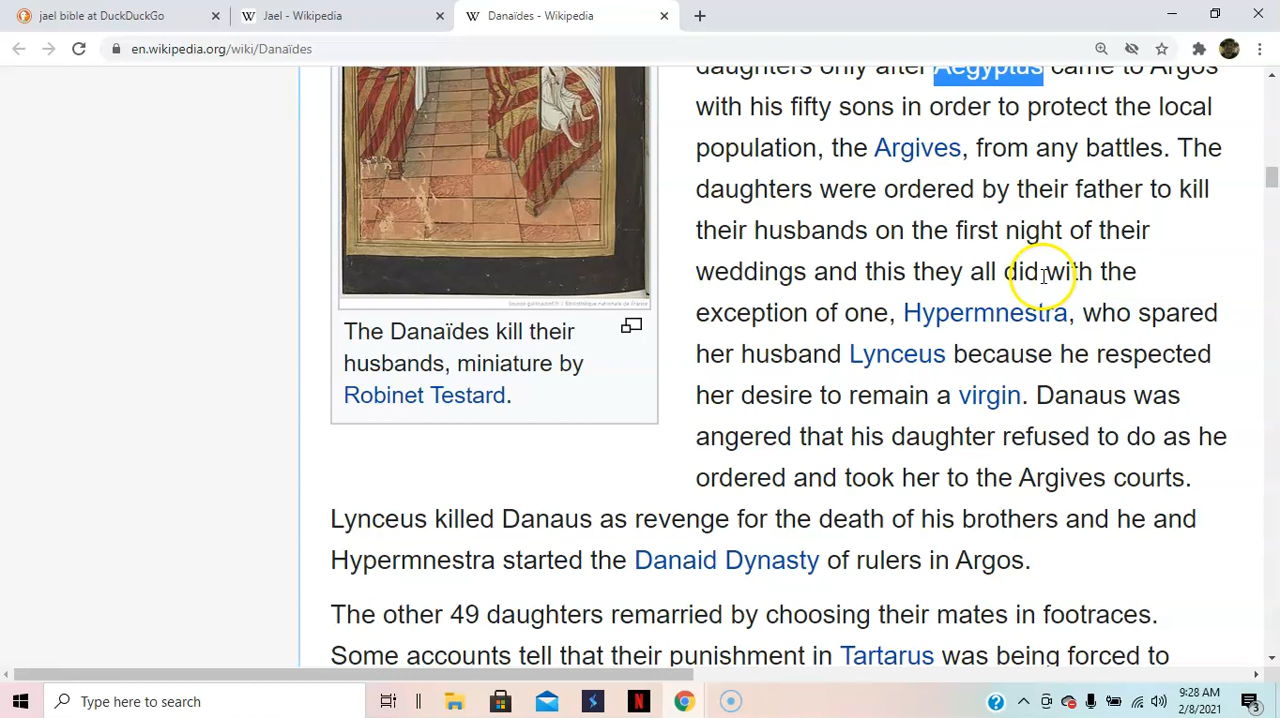 jael bible at DuckDuckGo
Jael - Wikipedia
Danaïdes - Wikipedia
en.wikipedia.org/wiki/Danaïdes
daughters only after Aegyptus came to Argos
with his fifty sons in order to protect the local
population, the Argives, from any battles. The
daughters were ordered by their father to kill
their husbands on the first night of their
weddings and this they all did with the
exception of one, Hypermnestra, who spared
her husband Lynceus because he respected
her desire to remain a virgin. Danaus was
angered that his daughter refused to do as he
ordered and took her to the Argives courts.
The Danaïdes kill their
husbands, miniature by
Robinet Testard.
Lynceus killed Danaus as revenge for the death of his brothers and he and
Hypermnestra started the Danaid Dynasty of rulers in Argos.
The other 49 daughters remarried by choosing their mates in footraces.
Some accounts tell that their punishment in Tartarus was being forced to
Type here to search
9:28 AM
2/8/2021
3